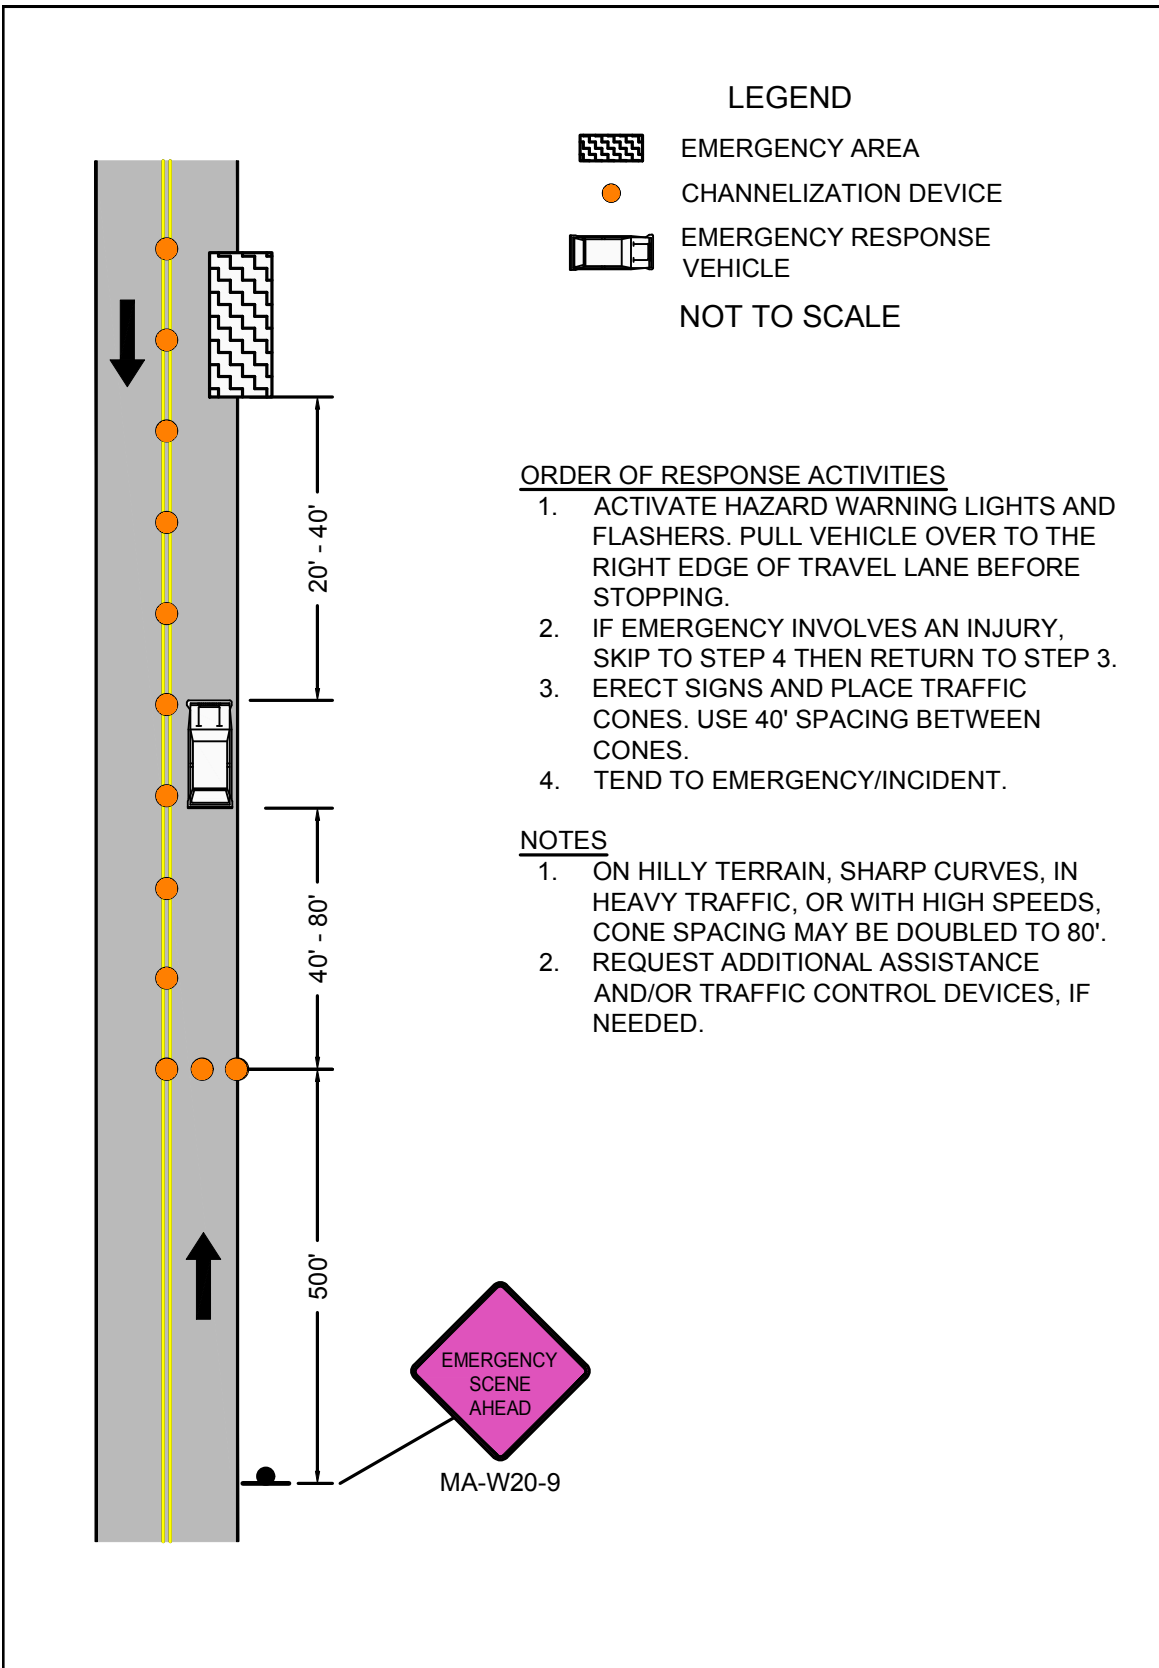 LEGEND
EMERGENCY AREA
CHANNELIZATION DEVICE
EMERGENCY RESPONSE
VEHICLE
NOT TO SCALE
20' - 40'
40' - 80'
500'
ORDER OF RESPONSE ACTIVITIES
1. ACTIVATE HAZARD WARNING LIGHTS AND
FLASHERS. PULL VEHICLE OVER TO THE
RIGHT EDGE OF TRAVEL LANE BEFORE
STOPPING.
2. IF EMERGENCY INVOLVES AN INJURY,
SKIP TO STEP 4 THEN RETURN TO STEP 3.
3. ERECT SIGNS AND PLACE TRAFFIC
CONES. USE 40' SPACING BETWEEN
CONES.
4. TEND TO EMERGENCY/INCIDENT.
NOTES
1. ON HILLY TERRAIN, SHARP CURVES, IN
HEAVY TRAFFIC, OR WITH HIGH SPEEDS,
CONE SPACING MAY BE DOUBLED TO 80'.
2. REQUEST ADDITIONAL ASSISTANCE
AND/OR TRAFFIC CONTROL DEVICES, IF
NEEDED.
EMERGENCY
SCENE
AHEAD
MA-W20-9